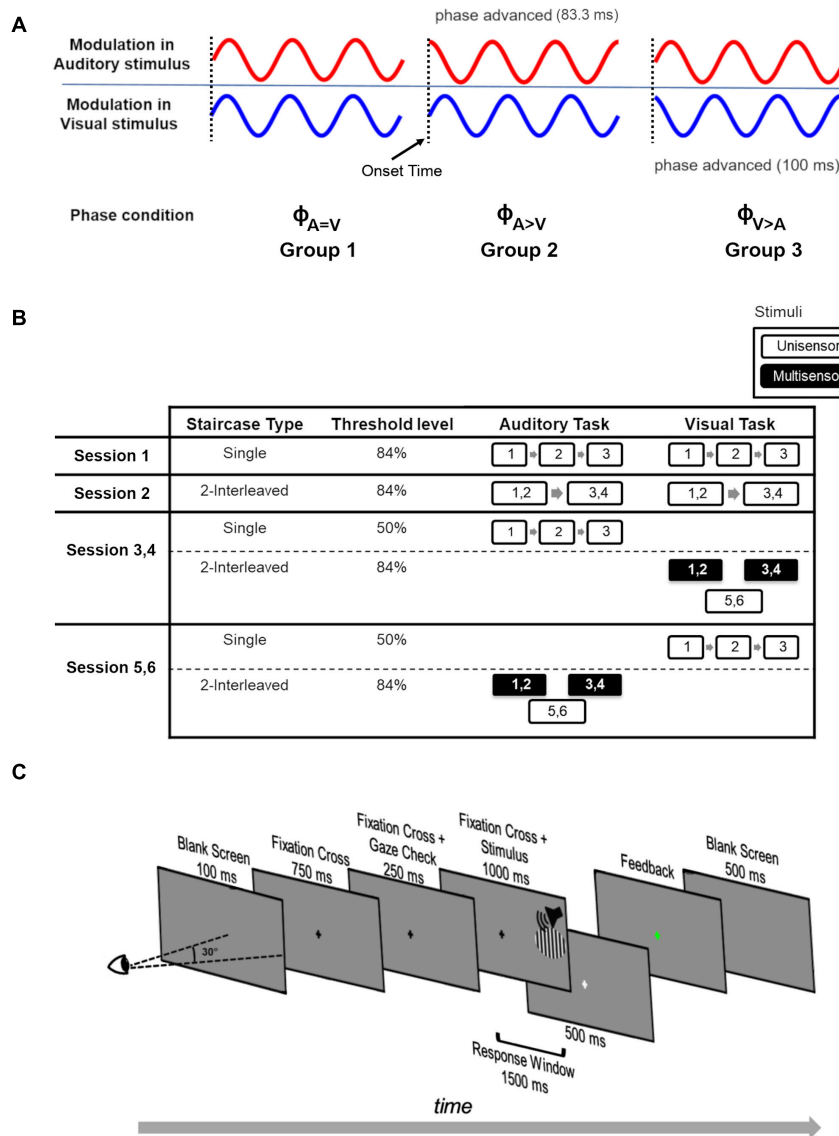 A
phase advanced (83.3 ms)
Modulation in
Auditory stimulus
Modulation in
Visual stimulus
Onset Time
phase advanced (100 ms)
Phase condition
ϕA=V
ϕA>V
ϕV>A
Group 1
Group 2
Group 3
B
Stimuli
Unisensor
Multisenso
Staircase Type Threshold level Auditory Task Visual Task
Session 1 Single 84% 1 2 3 1 2 3
Session 2 2-Interleaved 84% 1,2 3,4 1,2 3,4
Session 3,4 Single 50% 1 2 3
2-Interleaved 84% 1,2 3,4
5,6
Session 5,6 Single 50% 1 2 3
2-Interleaved 84% 1,2 3,4
5,6
C
Blank Screen
100 ms
Fixation Cross
750 ms
Fixation Cross +
Gaze Check
250 ms
Fixation Cross +
Stimulus
1000 ms
Feedback
Blank Screen
500 ms
30°
500 ms
Response Window
1500 ms
time